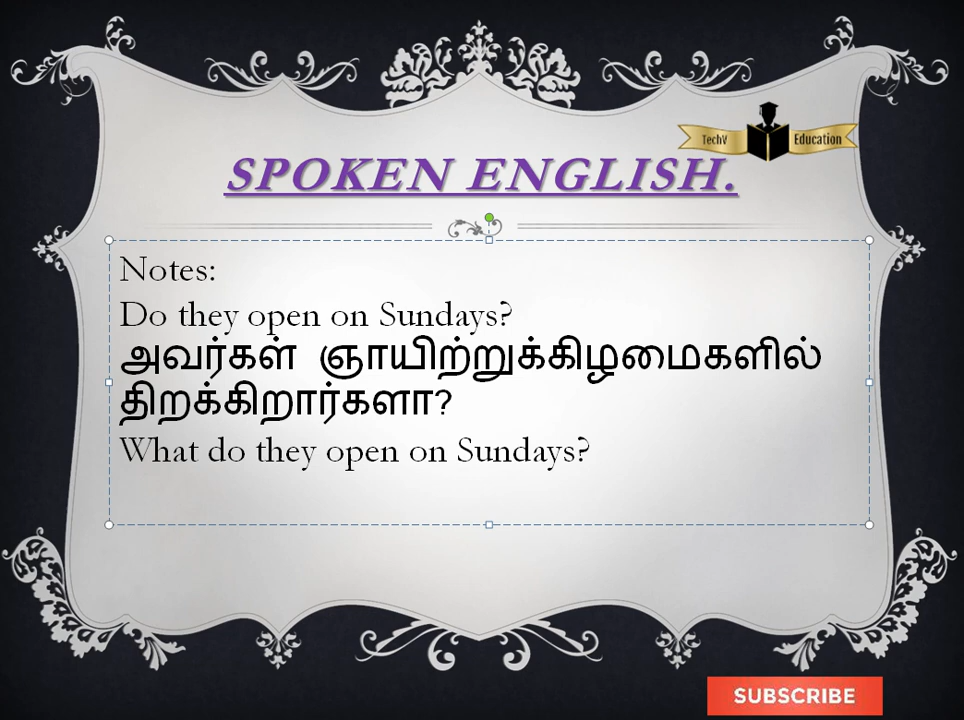 TechV Education
SPOKEN ENGLISH.
Notes:
Do they open on Sundays?
அவர்கள் ஞாயிற்றுக்கிழமைகளில்
திறக்கிறார்களா?
What do they open on Sundays?
SUBSCRIBE